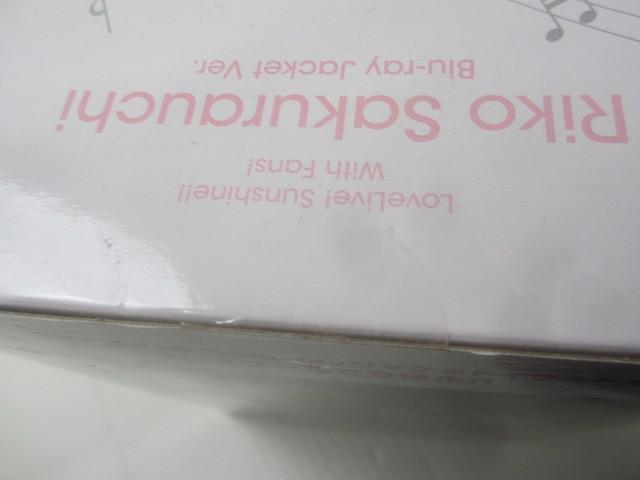 LoveLive! Sunshine!!
With Fans!
Riko Sakurauchi
Blu-ray Jacket Ver.